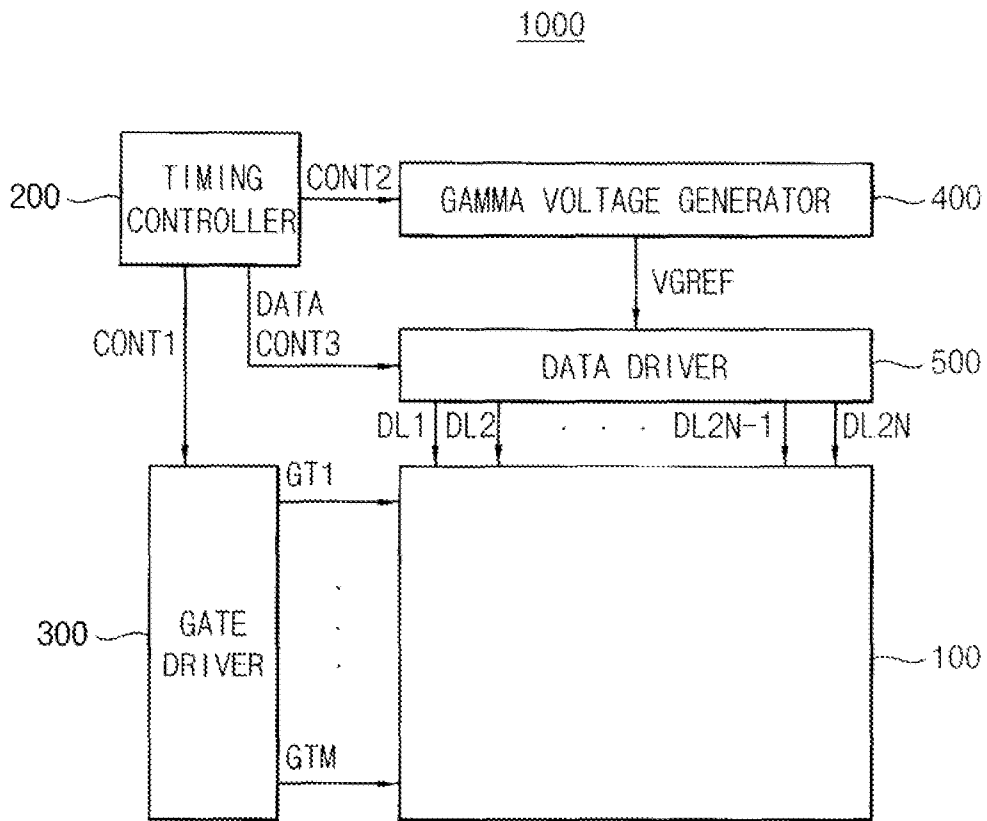 1000
TIMING
CONTROLLER
200
CONT2
GAMMA VOLTAGE GENERATOR
400
VGREF
CONT1
DATA
CONT3
DATA DRIVER
500
DL1
DL2
. . .
DL2N-1
DL2N
GT1
300
GATE
DRIVER
100
GTM